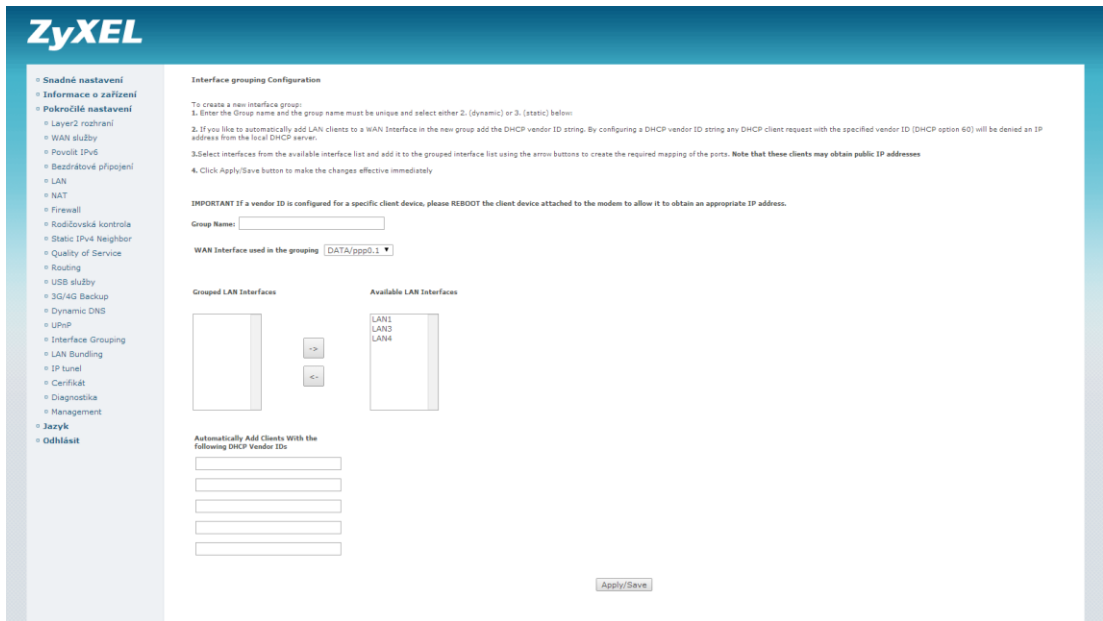 ZyXEL
Snadné nastavení
Informace o zařízení
Pokročilé nastavení
Layer2 rozhraní
WAN služby
Povolit IPv6
Bezdrátové připojení
LAN
NAT
Firewall
Rodičovská kontrola
Static IPv4 Neighbor
Quality of Service
Routing
USB služby
3G/4G Backup
Dynamic DNS
UPnP
Interface Grouping
LAN Bundling
IP tunel
Cerifikát
Diagnostika
Management
Jazyk
Odhlásit
Interface grouping Configuration
To create a new interface group:
1. Enter the Group name and the group name must be unique and select either 2. (dynamic) or 3. (static) below:
2. If you like to automatically add LAN clients to a WAN Interface in the new group add the DHCP vendor ID string. By configuring a DHCP vendor ID string any DHCP client request with the specified vendor ID (DHCP option 60) will be denied an IP
address from the local DHCP server.
3.Select interfaces from the available interface list and add it to the grouped interface list using the arrow buttons to create the required mapping of the ports. Note that these clients may obtain public IP addresses
4. Click Apply/Save button to make the changes effective immediately
IMPORTANT If a vendor ID is configured for a specific client device, please REBOOT the client device attached to the modem to allow it to obtain an appropriate IP address.
Group Name:
WAN Interface used in the grouping DATA/ppp0.1
Grouped LAN Interfaces Available LAN Interfaces
LAN1
LAN3
LAN4
->
<-
Automatically Add Clients With the
following DHCP Vendor IDs
Apply/Save